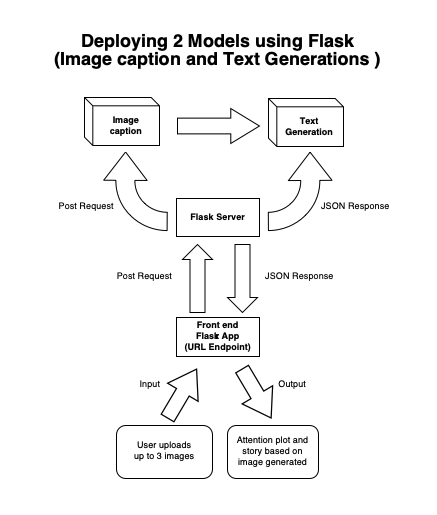 Deploying 2 Models using Flask
(Image caption and Text Generations )
Image
caption
Text
Generation
Post Request
JSON Response
Flask Server
Post Request
JSON Response
Front end
Flask App
(URL Endpoint)
Input
Output
User uploads
up to 3 images
Attention plot and
story based on
image generated